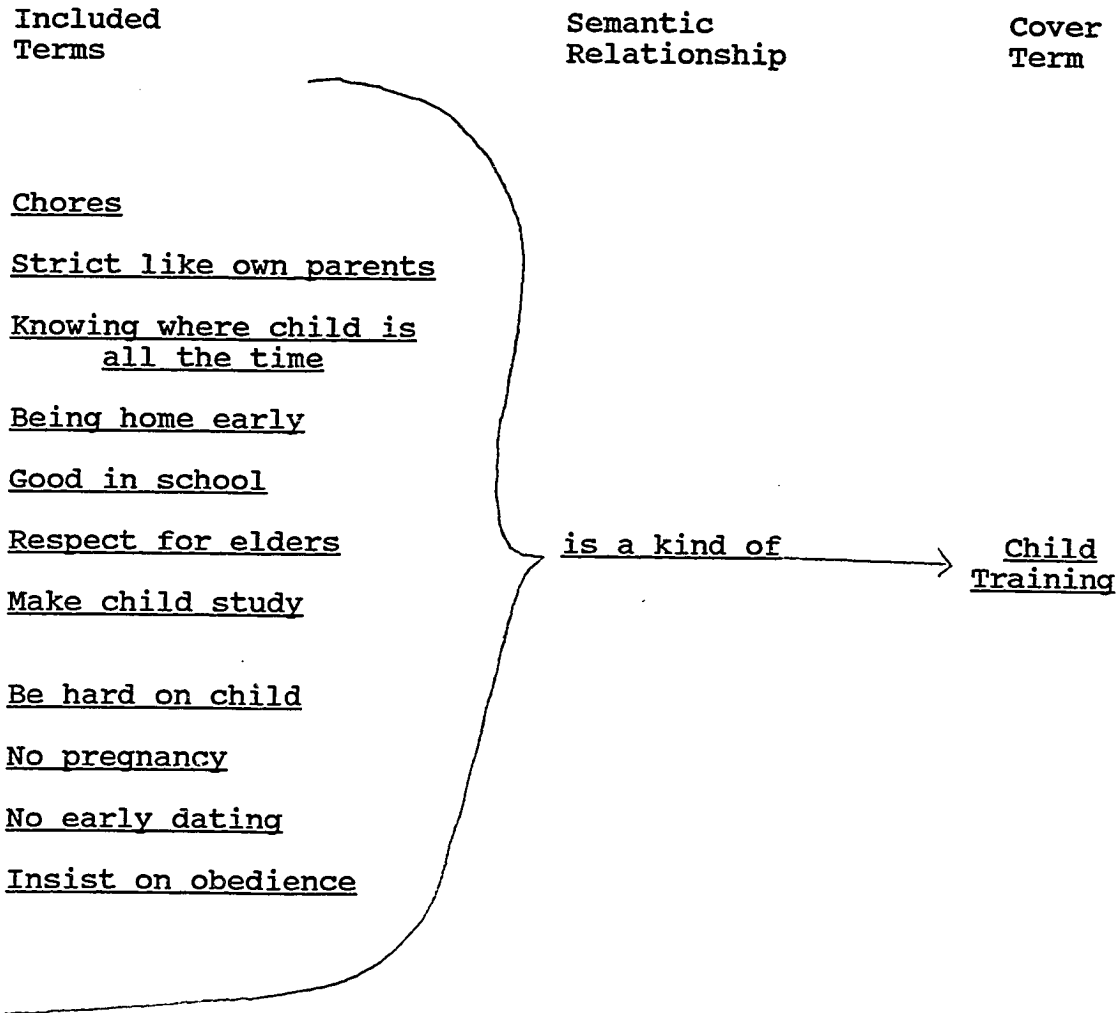 Included
Terms
Semantic
Relationship
Cover
Term
Chores
Strict like own parents
Knowing where child is
all the time
Being home early
Good in school
Respect for elders
Make child study
Be hard on child
No pregnancy
No early dating
Insist on obedience
is a kind of
Child
Training